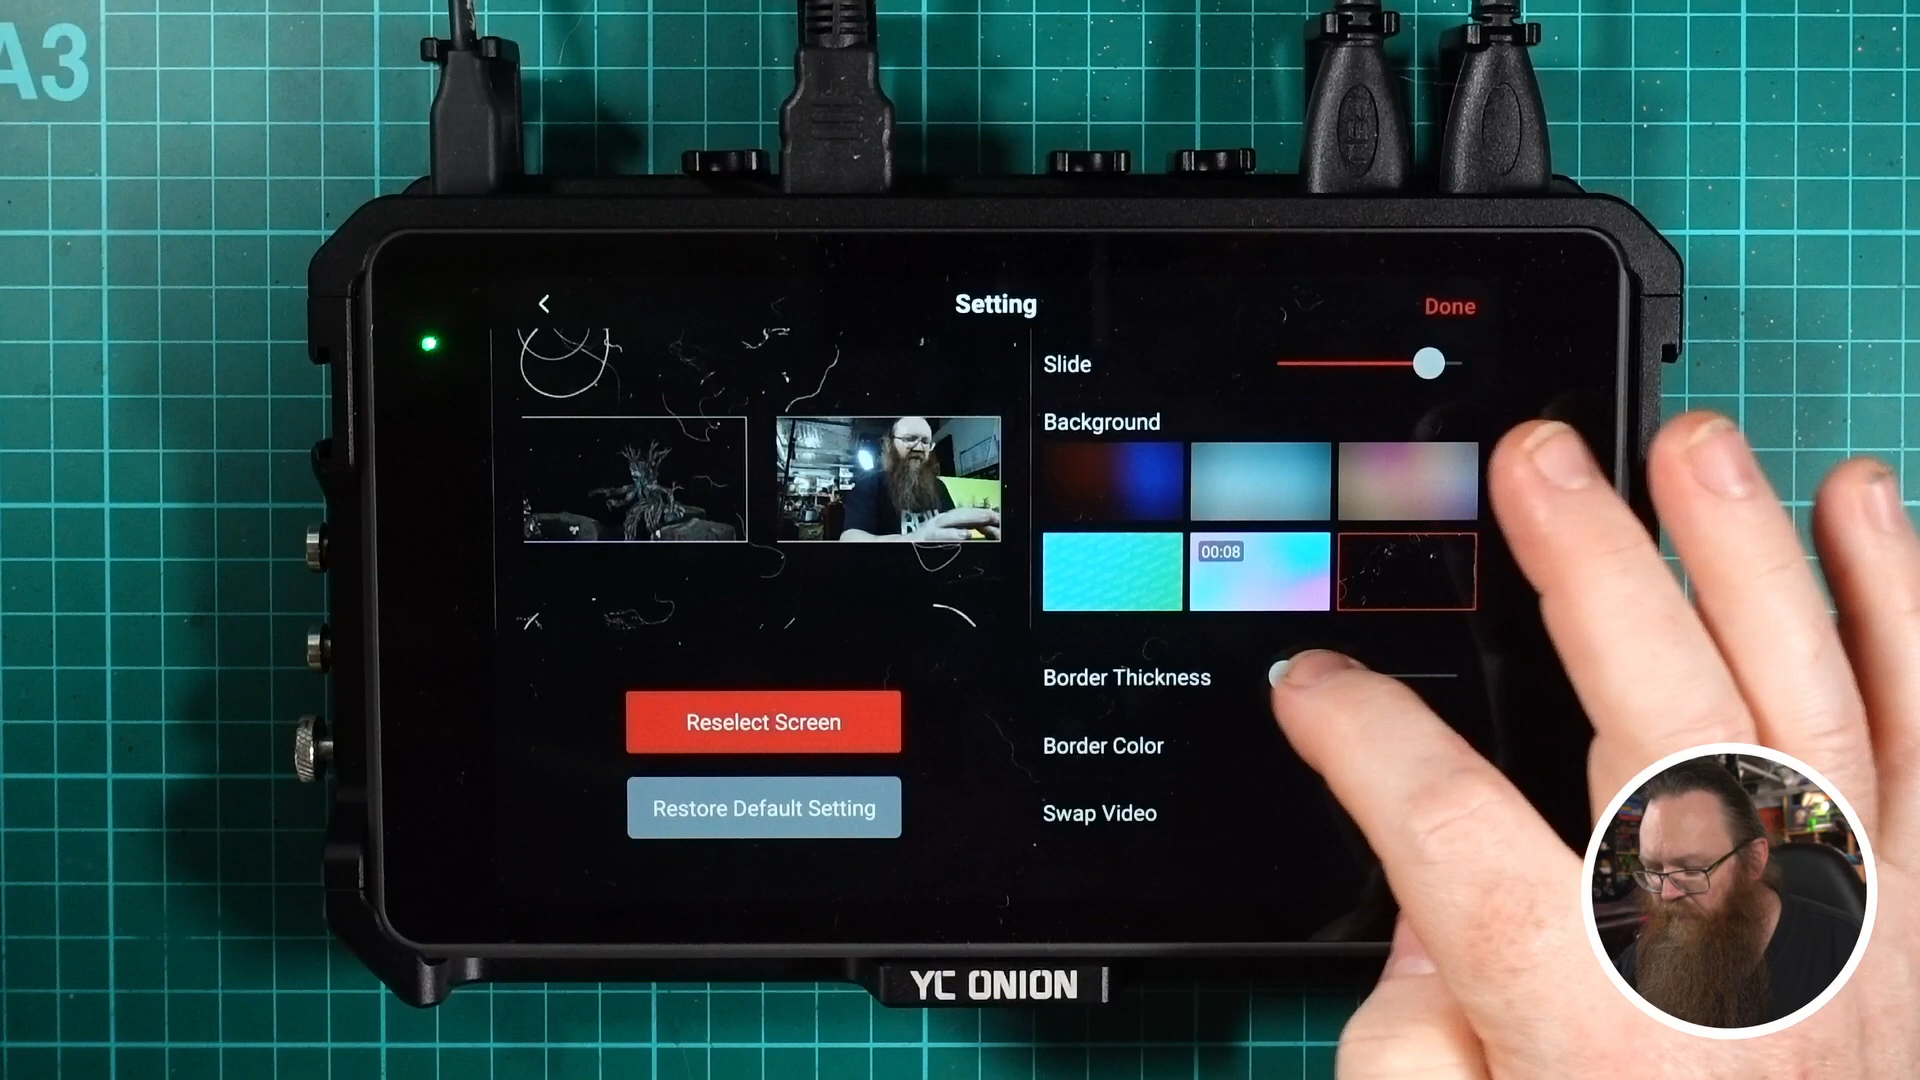 A3
Setting
Done
Slide
Background
00:08
Border Thickness
Border Color
Swap Video
Reselect Screen
Restore Default Setting
YC ONION